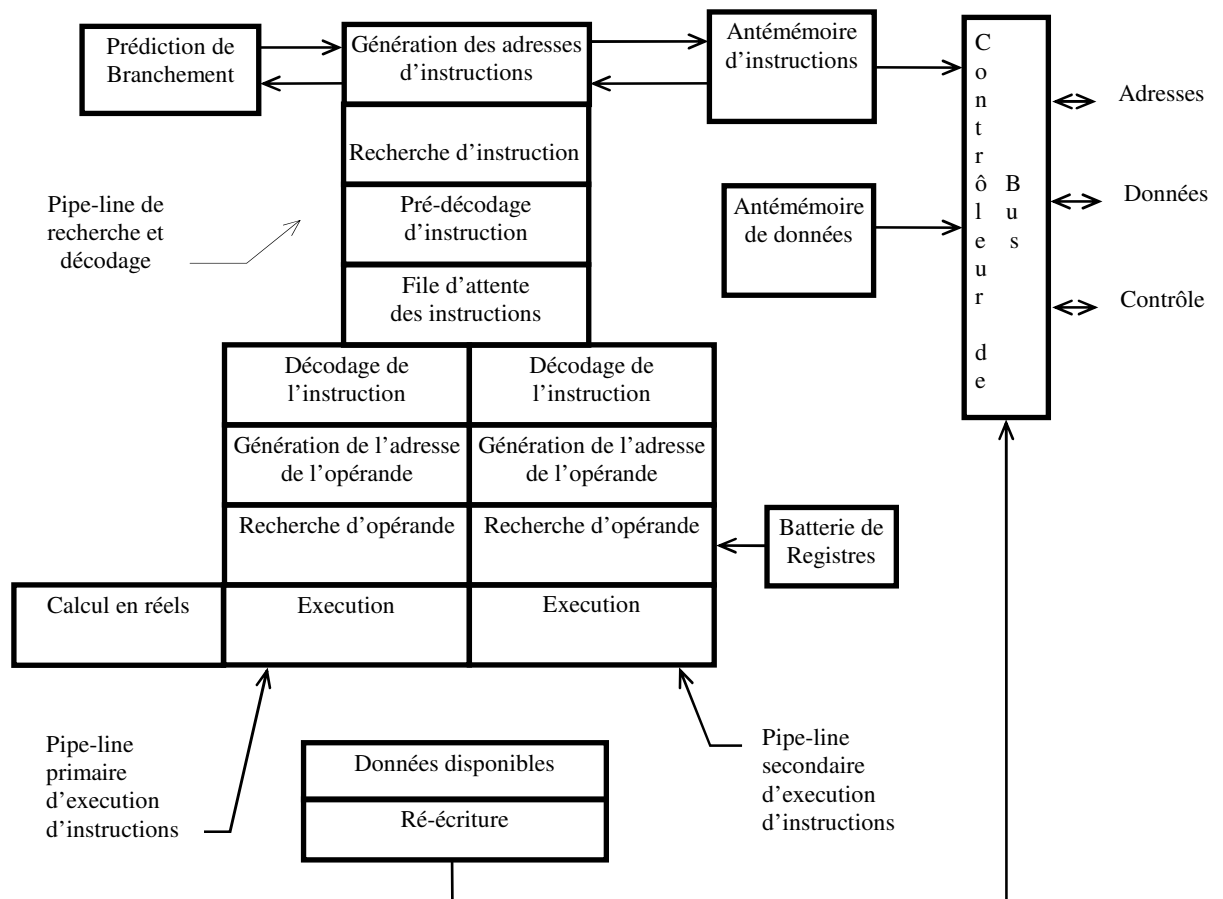 Prédiction de
Branchement
Génération des adresses
d'instructions
Antémémoire
d'instructions
Contrôleur de
Bus
Adresses
Données
Contrôle
Recherche d'instruction
Pipe-line de
recherche et
décodage
Pré-décodage
d'instruction
Antémémoire
de données
File d'attente
des instructions
Décodage de
l'instruction
Décodage de
l'instruction
Génération de l'adresse
de l'opérande
Génération de l'adresse
de l'opérande
Recherche d'opérande
Recherche d'opérande
Batterie de
Registres
Calcul en réels
Execution
Execution
Pipe-line
primaire
d'execution
d'instructions
Données disponibles
Ré-écriture
Pipe-line
secondaire
d'execution
d'instructions